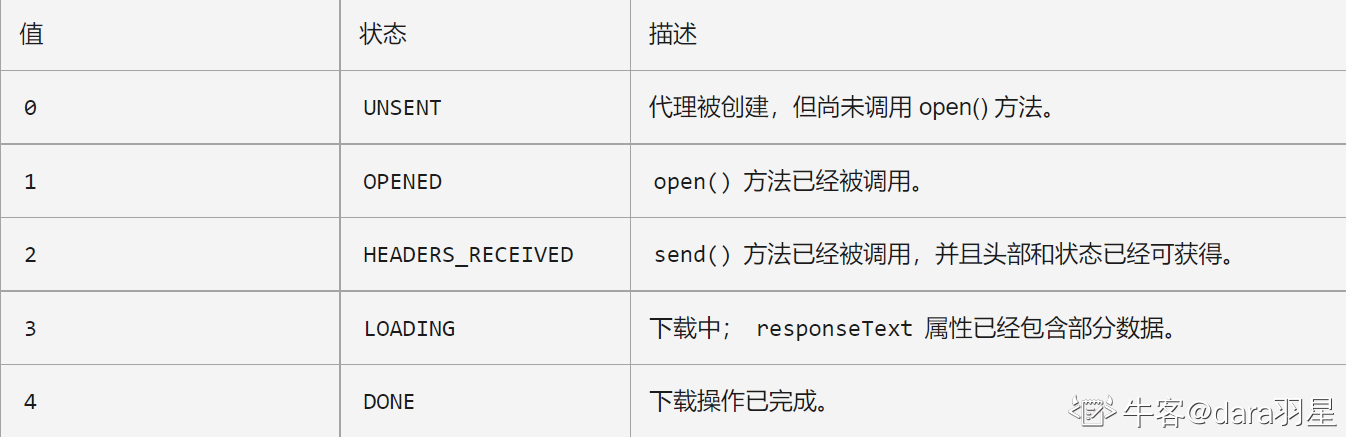 值 状态 描述
0 UNSENT 代理被创建，但尚未调用 open() 方法。
1 OPENED open() 方法已经被调用。
2 HEADERS_RECEIVED send() 方法已经被调用，并且头部和状态已经可获得。
3 LOADING 下载中； responseText 属性已经包含部分数据。
4 DONE 下载操作已完成。
牛客@dara羽星